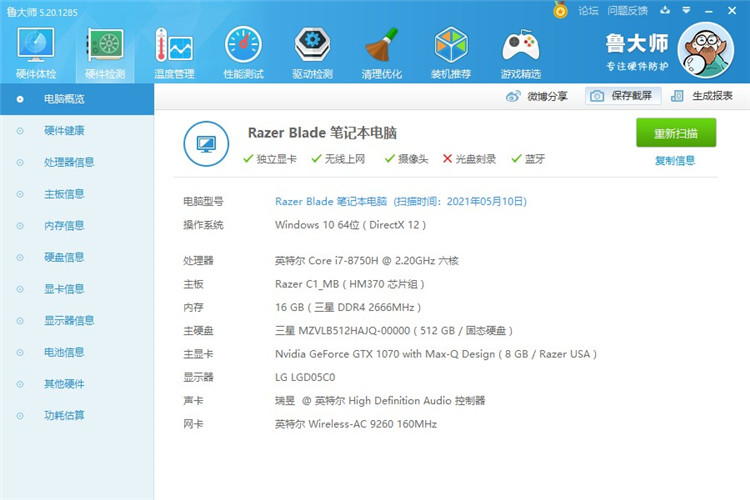 鲁大师 5.20.1285
论坛 问题反馈
硬件体检 硬件检测 温度管理 性能测试 驱动检测 清理优化 装机推荐 游戏精选
鲁大师
专注硬件防护
微博分享 保存截屏 生成报表
电脑概览
硬件健康
处理器信息
主板信息
内存信息
硬盘信息
显卡信息
显示器信息
电池信息
其他硬件
功耗估算
Razer Blade 笔记本电脑
独立显卡 无线上网 摄像头 光盘刻录 蓝牙
重新扫描
复制信息
电脑型号 Razer Blade 笔记本电脑 (扫描时间：2021年05月10日)
操作系统 Windows 10 64位 ( DirectX 12 )
处理器 英特尔 Core i7-8750H @ 2.20GHz 六核
主板 Razer C1_MB ( HM370 芯片组 )
内存 16 GB ( 三星 DDR4 2666MHz )
主硬盘 三星 MZVLB512HAJQ-00000 ( 512 GB / 固态硬盘 )
主显卡 Nvidia GeForce GTX 1070 with Max-Q Design ( 8 GB / Razer USA )
显示器 LG LGD05C0
声卡 瑞昱 @ 英特尔 High Definition Audio 控制器
网卡 英特尔 Wireless-AC 9260 160MHz